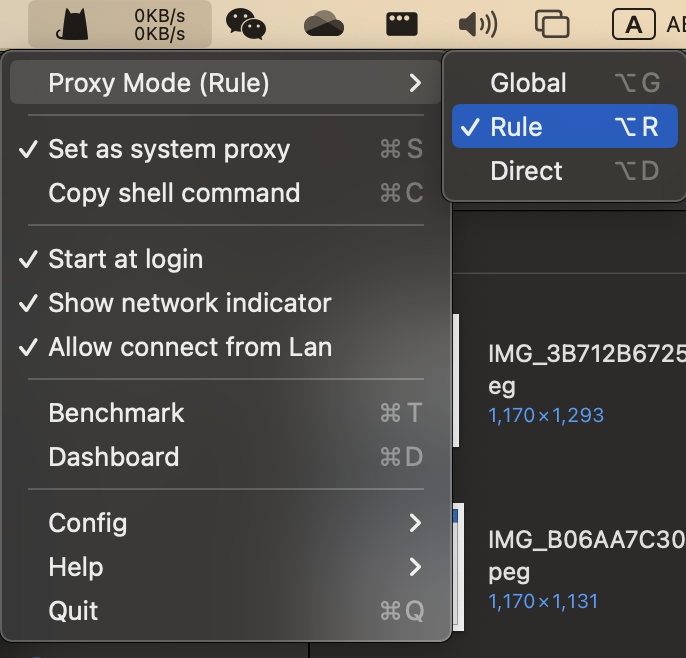 0KB/s
0KB/s
A
Proxy Mode (Rule)
Global ⌥G
✓ Rule ⌥R
Direct ⌥D
✓ Set as system proxy ⌘S
Copy shell command ⌘C
✓ Start at login
✓ Show network indicator
✓ Allow connect from Lan
Benchmark ⌘T
Dashboard ⌘D
Config
Help
Quit ⌘Q
IMG_3B712B6725
eg
1,170×1,293
IMG_B06AA7C30
peg
1,170×1,131